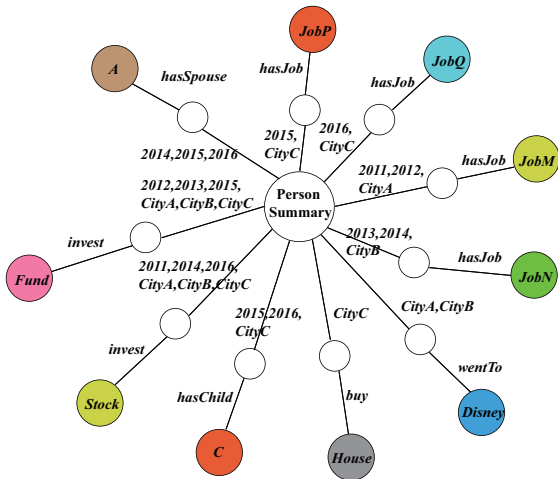 JobP
A
hasSpouse
hasJob
JobQ
hasJob
2015,
CityC
2016,
CityC
2014,2015,2016
2011,2012,
CityA
hasJob
JobM
2012,2013,2015,
CityA,CityB,CityC
Person
Summary
invest
Fund
2013,2014,
CityB
hasJob
JobN
2011,2014,2016,
CityA,CityB,CityC
2015,2016,
CityC
CityC
CityA,CityB
invest
Stock
hasChild
buy
wentTo
Disney
C
House